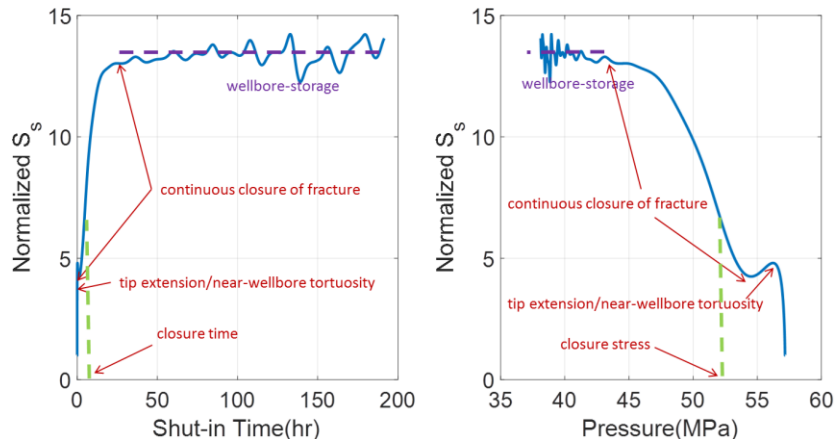 15
10
5
0
Normalized S_s
wellbore-storage
continuous closure of fracture
tip extension/near-wellbore tortuosity
closure time
0
50
100
150
200
Shut-in Time(hr)
15
10
5
0
Normalized S_s
wellbore-storage
continuous closure of fracture
tip extension/near-wellbore tortuosity
closure stress
35
40
45
50
55
60
Pressure(MPa)